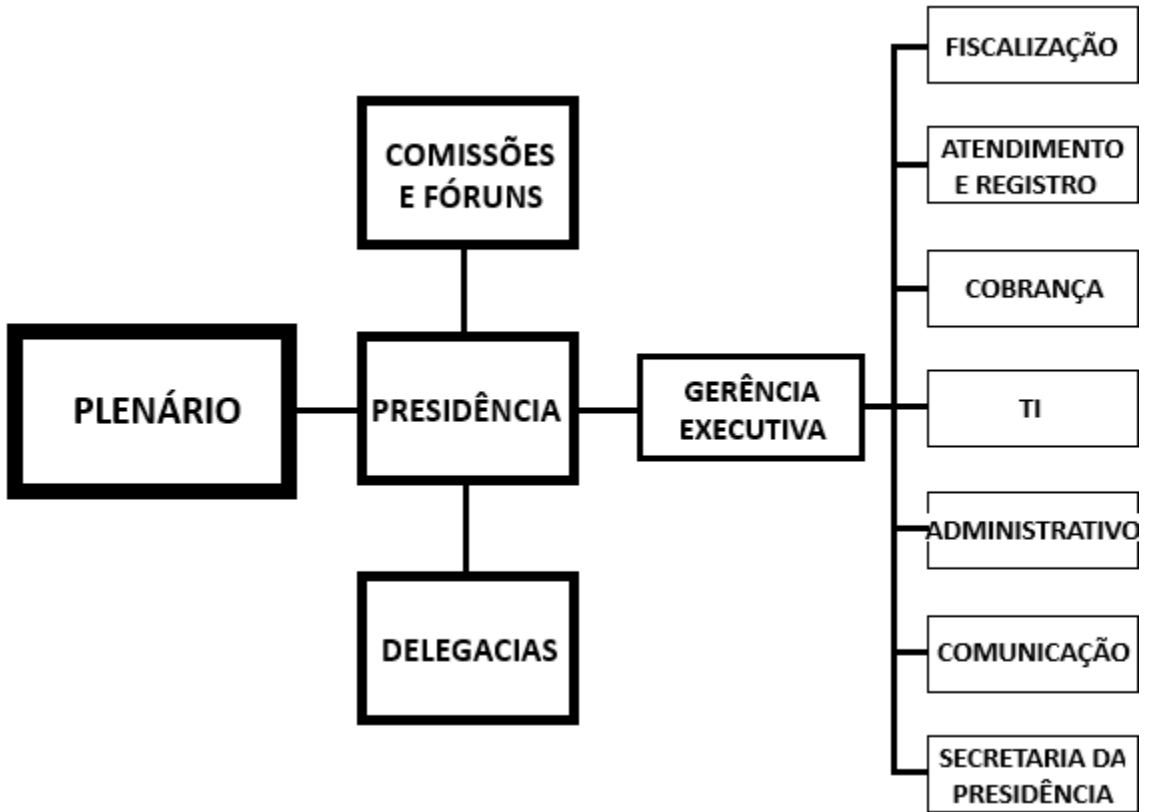 PLENÁRIO
COMISSÕES
E FÓRUNS
PRESIDÊNCIA
DELEGACIAS
GERÊNCIA
EXECUTIVA
FISCALIZAÇÃO
ATENDIMENTO
E REGISTRO
COBRANÇA
TI
ADMINISTRATIVO
COMUNICAÇÃO
SECRETARIA DA
PRESIDÊNCIA